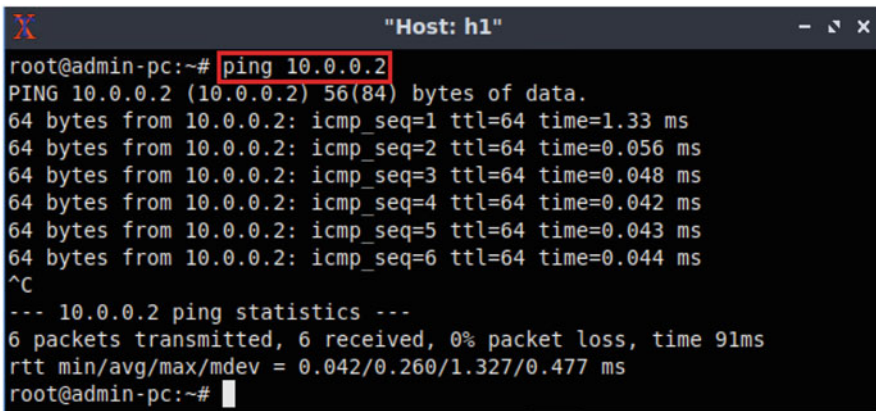 "Host: h1"
root@admin-pc:~# ping 10.0.0.2
PING 10.0.0.2 (10.0.0.2) 56(84) bytes of data.
64 bytes from 10.0.0.2: icmp_seq=1 ttl=64 time=1.33 ms
64 bytes from 10.0.0.2: icmp_seq=2 ttl=64 time=0.056 ms
64 bytes from 10.0.0.2: icmp_seq=3 ttl=64 time=0.048 ms
64 bytes from 10.0.0.2: icmp_seq=4 ttl=64 time=0.042 ms
64 bytes from 10.0.0.2: icmp_seq=5 ttl=64 time=0.043 ms
64 bytes from 10.0.0.2: icmp_seq=6 ttl=64 time=0.044 ms
^C
--- 10.0.0.2 ping statistics ---
6 packets transmitted, 6 received, 0% packet loss, time 91ms
rtt min/avg/max/mdev = 0.042/0.260/1.327/0.477 ms
root@admin-pc:~#